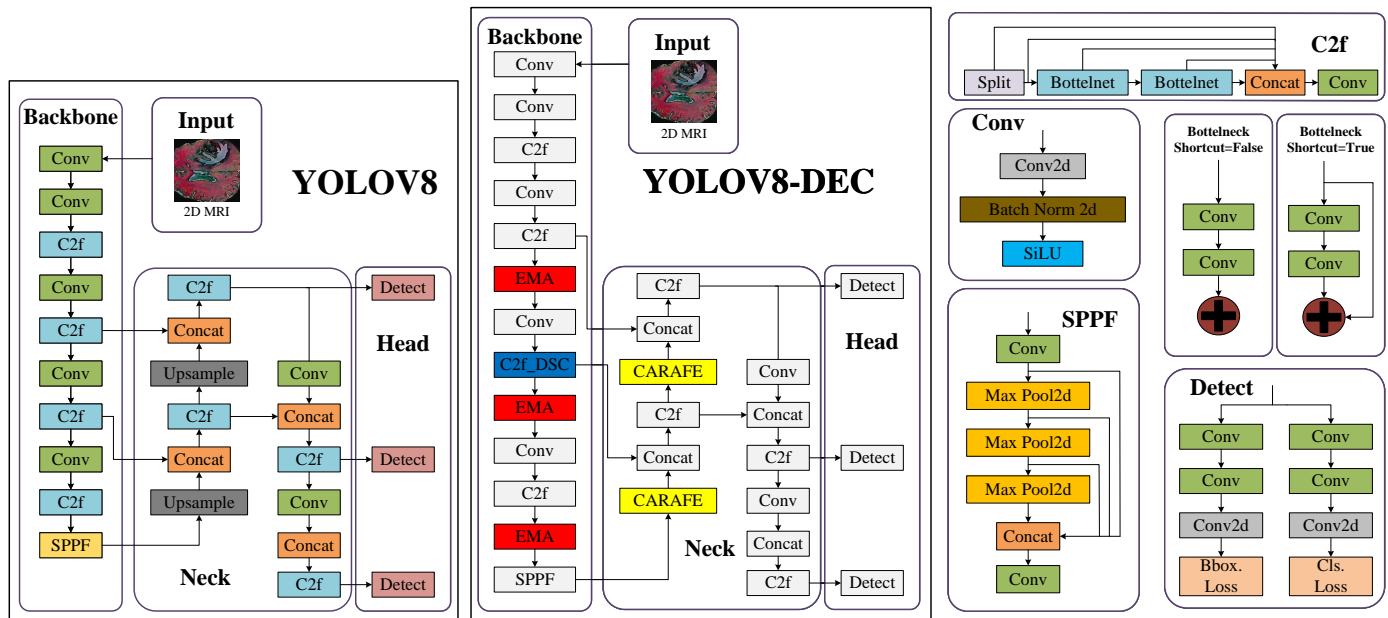 Backbone
Input
2D MRI
YOLOV8
Conv
Conv
C2f
Conv
C2f
Conv
C2f
Conv
C2f
SPPF
C2f
Concat
Upsample
C2f
Concat
Upsample
Neck
Conv
Concat
C2f
Conv
Concat
C2f
Detect
Head
Detect
Detect
Backbone
Input
2D MRI
YOLOV8-DEC
Conv
Conv
C2f
Conv
C2f
EMA
Conv
C2f_DSC
EMA
Conv
C2f
EMA
SPPF
C2f
Concat
CARAFE
C2f
Concat
CARAFE
Neck
Conv
Concat
C2f
Conv
Concat
C2f
Detect
Head
Detect
Detect
C2f
Split
Bottelnet
Bottelnet
Concat
Conv
Conv
Conv2d
Batch Norm 2d
SiLU
Bottelneck
Shortcut=False
Conv
Conv
Bottelneck
Shortcut=True
Conv
Conv
SPPF
Conv
Max Pool2d
Max Pool2d
Max Pool2d
Concat
Conv
Detect
Conv
Conv
Conv2d
Bbox.
Loss
Conv
Conv
Conv2d
Cls.
Loss